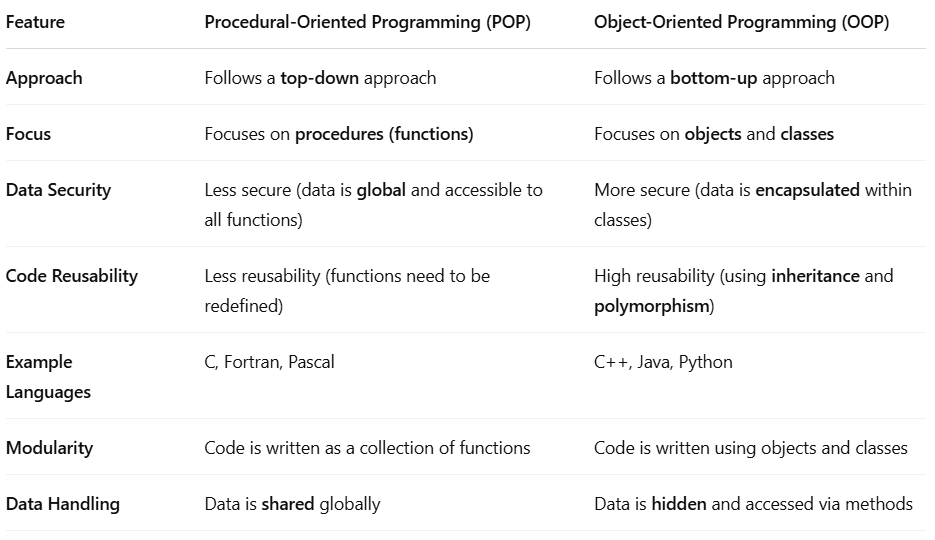 Feature Procedural-Oriented Programming (POP) Object-Oriented Programming (OOP)
Approach Follows a top-down approach Follows a bottom-up approach
Focus Focuses on procedures (functions) Focuses on objects and classes
Data Security Less secure (data is global and accessible to More secure (data is encapsulated within
all functions) classes)
Code Reusability Less reusability (functions need to be High reusability (using inheritance and
redefined) polymorphism)
Example C, Fortran, Pascal C++, Java, Python
Languages
Modularity Code is written as a collection of functions Code is written using objects and classes
Data Handling Data is shared globally Data is hidden and accessed via methods